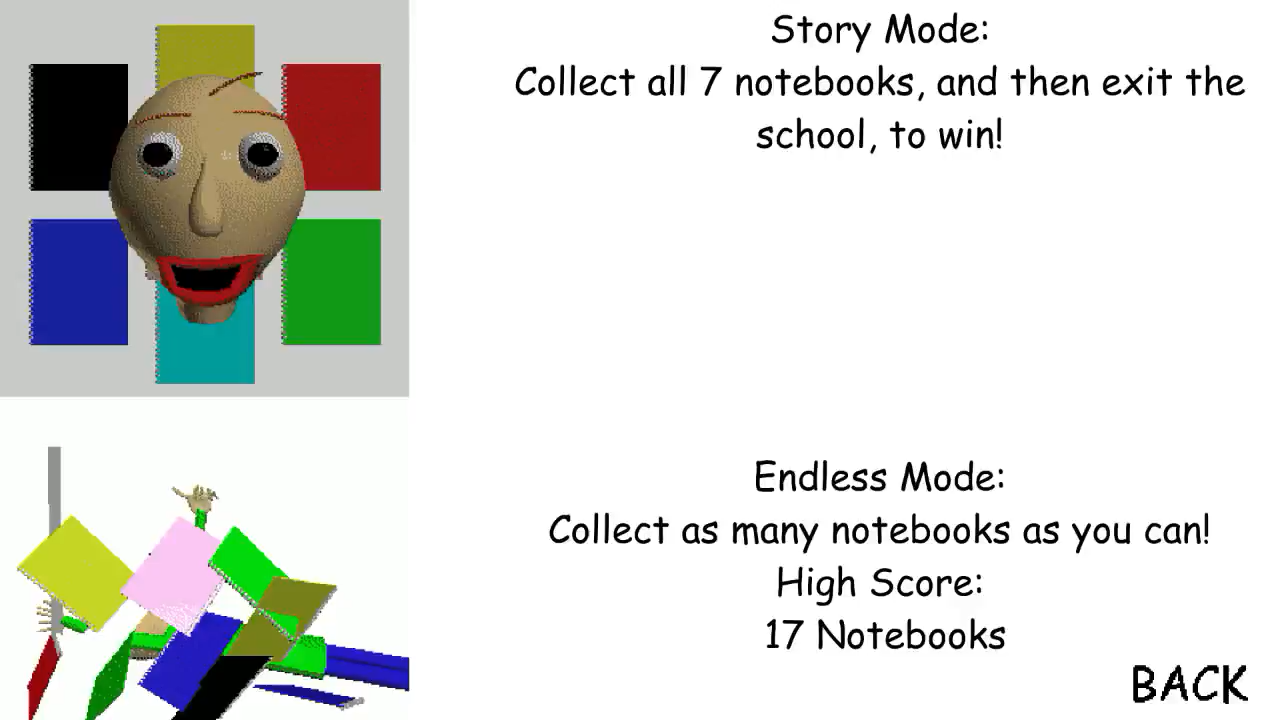 Story Mode:
Collect all 7 notebooks, and then exit the
school, to win!
Endless Mode:
Collect as many notebooks as you can!
High Score:
17 Notebooks
BACK